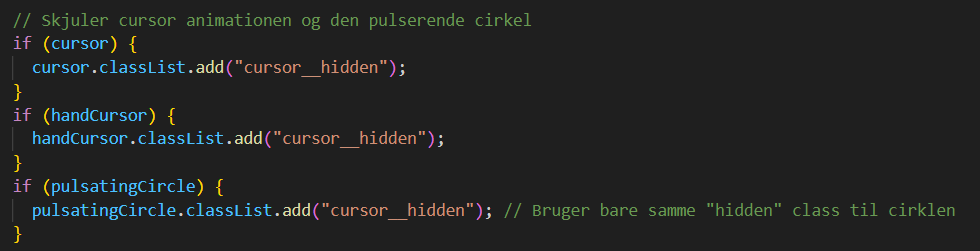 // Skjuler cursor animationen og den pulserende cirkel
if (cursor) {
  cursor.classList.add("cursor__hidden");
}
if (handCursor) {
  handCursor.classList.add("cursor__hidden");
}
if (pulsatingCircle) {
  pulsatingCircle.classList.add("cursor__hidden"); // Bruger bare samme "hidden" class til cirklen
}